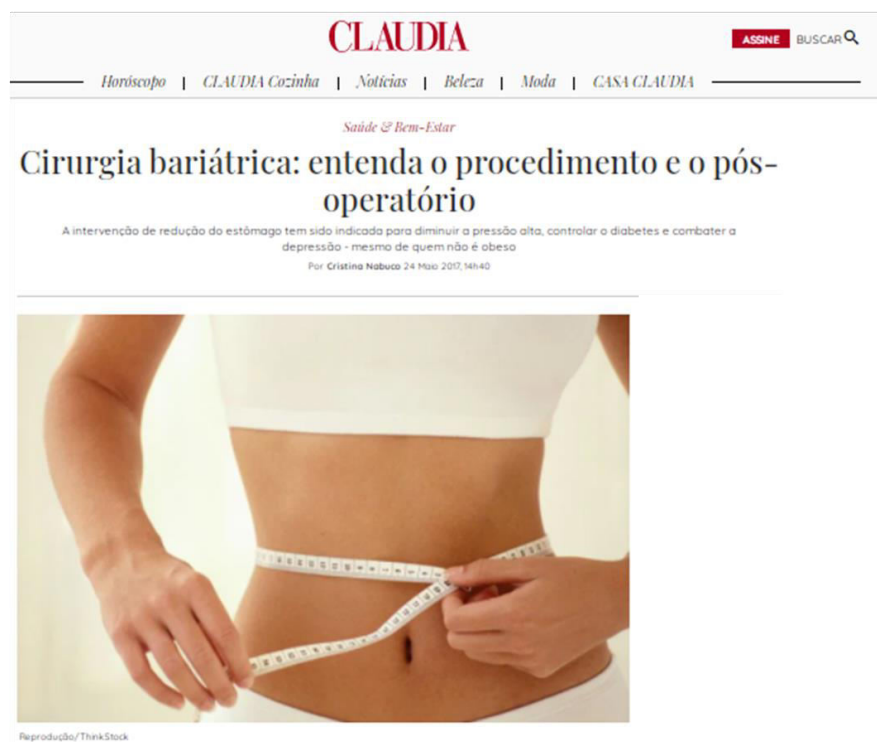 CLAUDIA
ASSINE BUSCAR
Horóscopo | CLAUDIA Cozinha | Notícias | Beleza | Moda | CASA CLAUDIA
Saúde & Bem-Estar
Cirurgia bariátrica: entenda o procedimento e o pós-
operatório
A intervenção de redução do estômago tem sido indicada para diminuir a pressão alta, controlar o diabetes e combater a
depressão - mesmo de quem não é obeso
Por Cristina Nabuco 24 Maio 2017, 14h40
Reprodução/ThinkStock